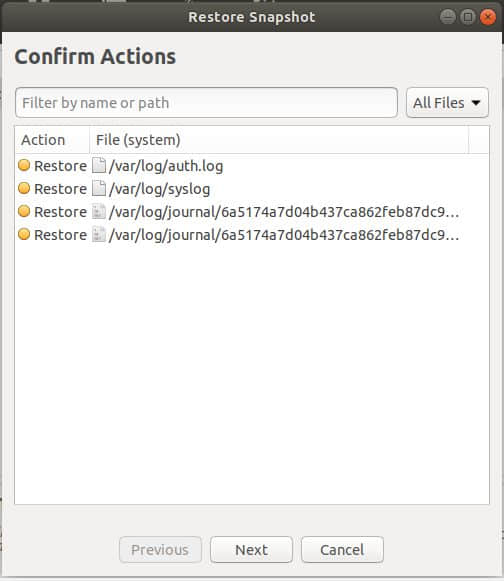 Restore Snapshot
Confirm Actions
Filter by name or path
All Files
Action File (system)
Restore /var/log/auth.log
Restore /var/log/syslog
Restore /var/log/journal/6a5174a7d04b437ca862feb87dc9...
Restore /var/log/journal/6a5174a7d04b437ca862feb87dc9...
Previous Next Cancel